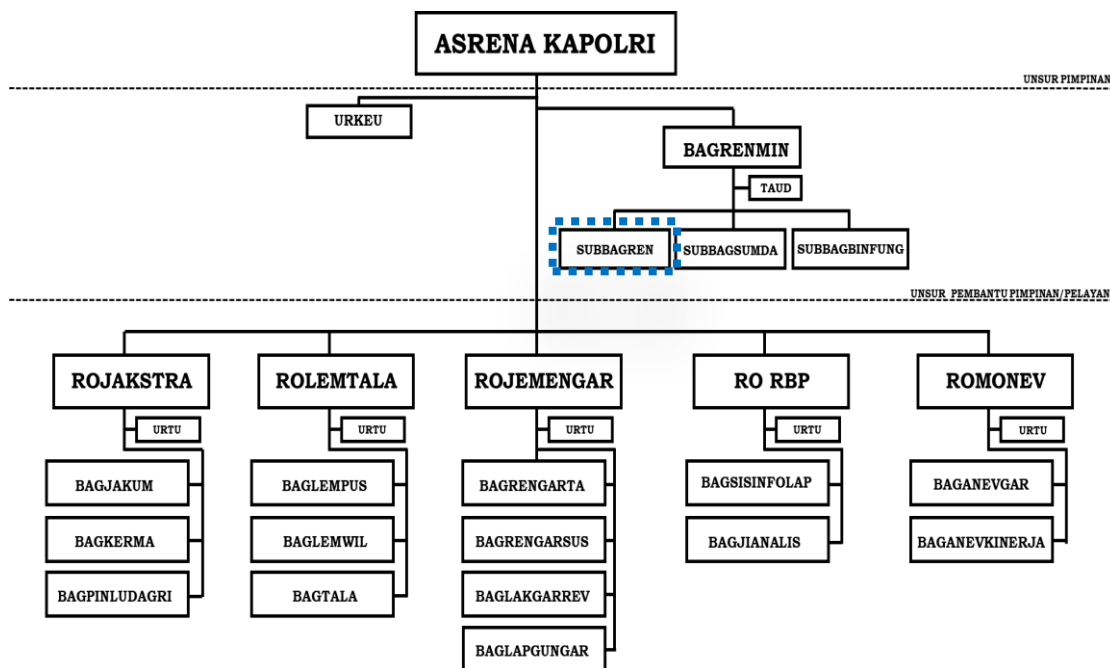 ASRENA KAPOLRI
UNSUR PIMPINAN
URKEU
BAGRENMIN
TAUD
SUBBAGREN
SUBBAGSUMDA
SUBBAGBINFUNG
UNSUR PEMBANTU PIMPINAN/PELAYAN
ROJAKSTRA
ROLEMTALA
ROJEMENGAR
RO RBP
ROMONEV
URTU
URTU
URTU
URTU
URTU
BAGJAKUM
BAGLEMPUS
BAGRENGARTA
BAGSISINFOLAP
BAGANEVGAR
BAGKERMA
BAGLEMWIL
BAGRENGARSUS
BAGJIANALIS
BAGANEVKINERJA
BAGPINLUDAGRI
BAGTALA
BAGLAKGARREV
BAGLAPGUNGAR